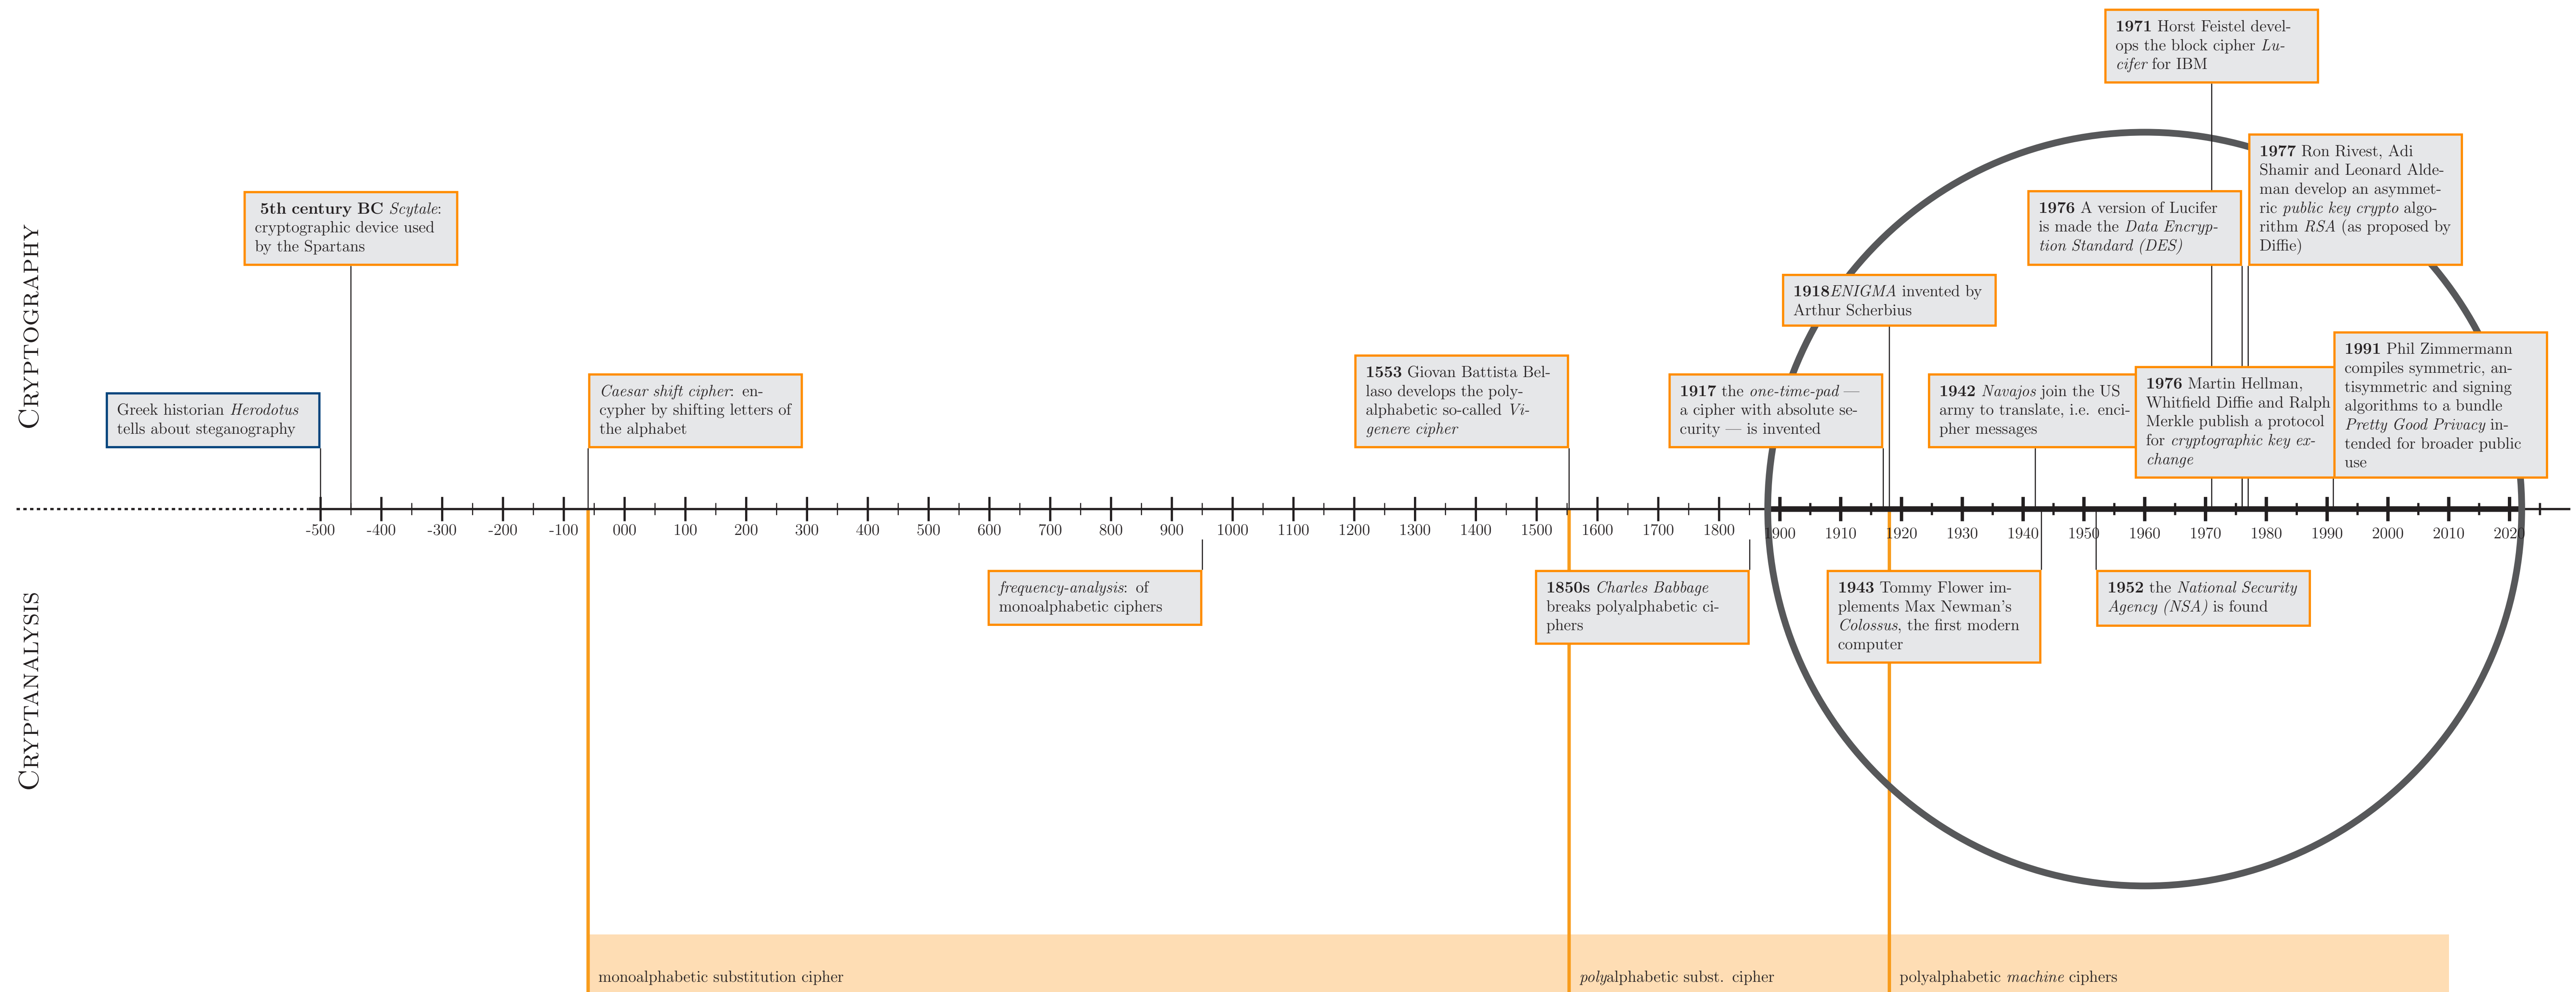 1971 Horst Feistel devel-
ops the block cipher Lu-
cifer for IBM
1977 Ron Rivest, Adi
Shamir and Leonard Alde-
man develop an asymmet-
ric public key crypto algo-
rithm RSA (as proposed by
Diffie)
5th century BC Scytale:
cryptographic device used
by the Spartans
1976 A version of Lucifer
is made the Data Encryp-
tion Standard (DES)
CRYPTOGRAPHY
1918ENIGMA invented by
Arthur Scherbius
Greek historian Herodotus
tells about steganography
Caesar shift cipher: en-
cypher by shifting letters of
the alphabet
1553 Giovan Battista Bel-
laso develops the poly-
alphabetic so-called Vi-
genere cipher
1917 the one-time-pad —
a cipher with absolute se-
curity — is invented
1942 Navajos join the US
army to translate, i.e. enci-
pher messages
1976 Martin Hellman,
Whitfield Diffie and Ralph
Merkle publish a protocol
for cryptographic key ex-
change
1991 Phil Zimmermann
compiles symmetric, an-
tisymmetric and signing
algorithms to a bundle
Pretty Good Privacy in-
tended for broader public
use
-500 -400 -300 -200 -100 000 100 200 300 400 500 600 700 800 900 1000 1100 1200 1300 1400 1500 1600 1700 1800 1900 1910 1920 1930 1940 1950 1960 1970 1980 1990 2000 2010 2020
CRYPTANALYSIS
frequency-analysis: of
monoalphabetic ciphers
1850s Charles Babbage
breaks polyalphabetic ci-
phers
1943 Tommy Flower im-
plements Max Newman's
Colossus, the first modern
computer
1952 the National Security
Agency (NSA) is found
monoalphabetic substitution cipher
polyalphabetic subst. cipher
polyalphabetic machine ciphers